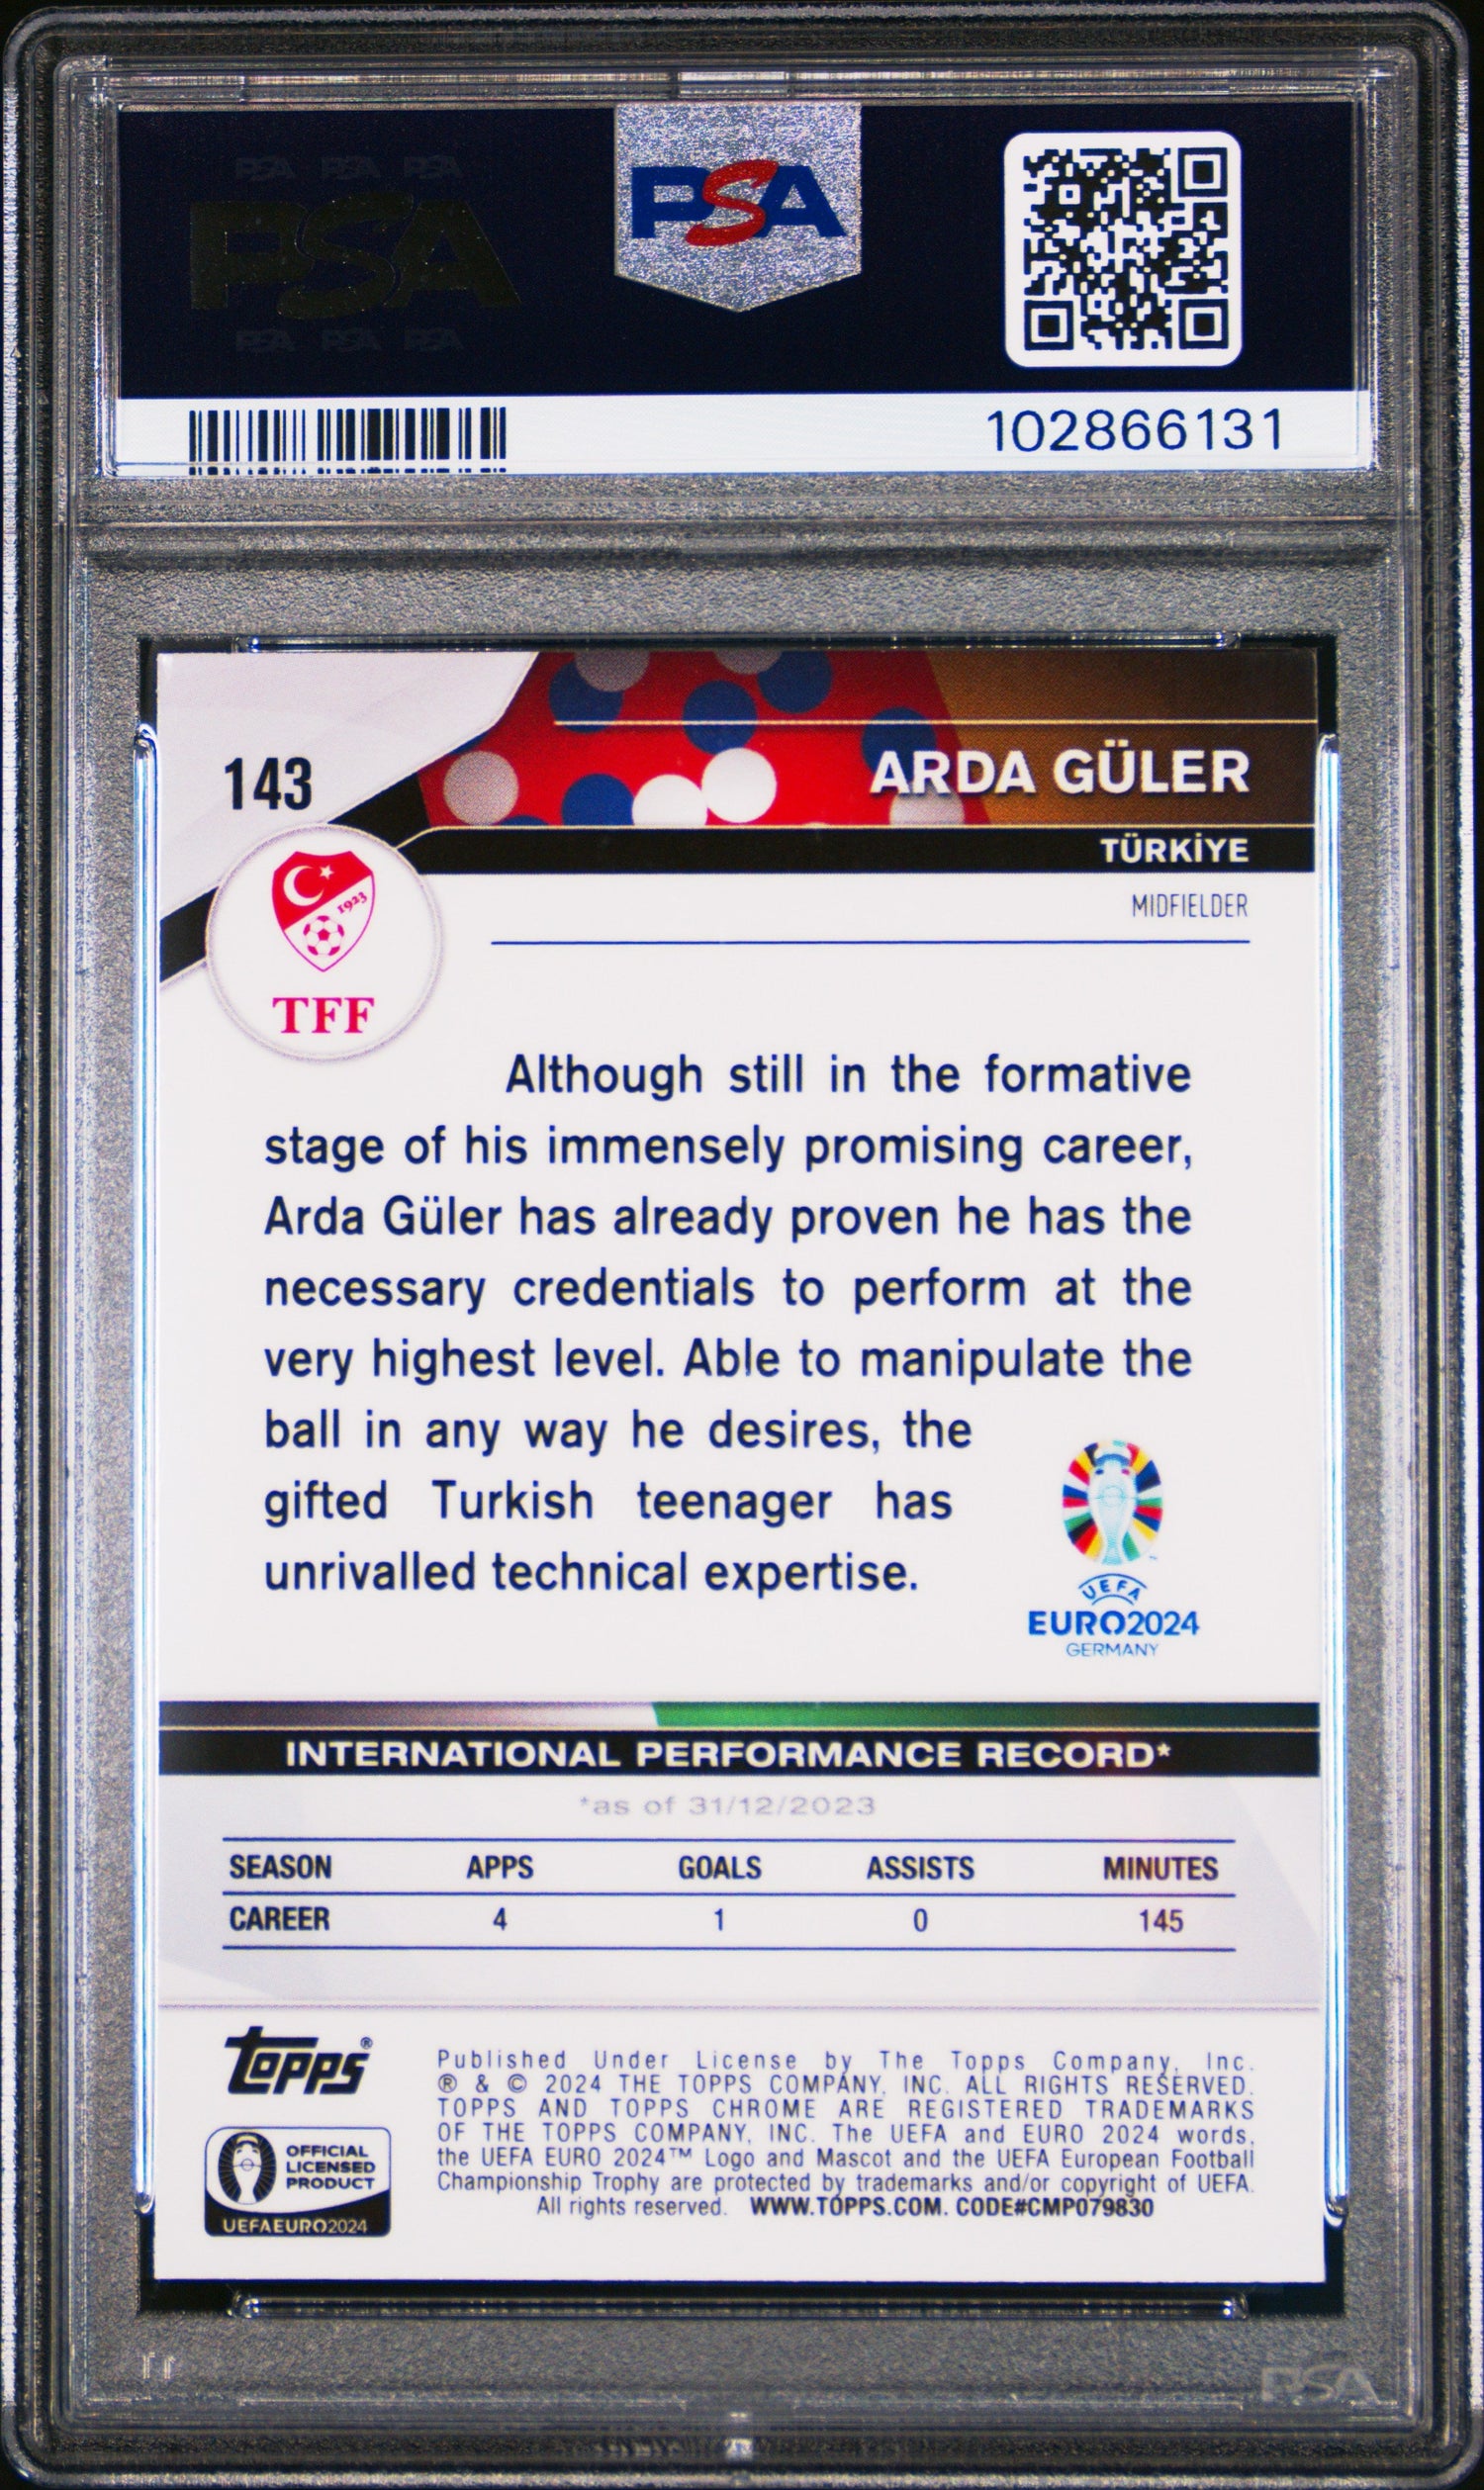 PSA PSA PSA
PSA
PSA PSA PSA
PSA
102866131
143
ARDA GÜLER
TÜRKİYE
MIDFIELDER
1923
TFF
Although still in the formative
stage of his immensely promising career,
Arda Güler has already proven he has the
necessary credentials to perform at the
very highest level. Able to manipulate the
ball in any way he desires, the
gifted Turkish teenager has
unrivalled technical expertise.
UEFA
EURO2024
GERMANY
INTERNATIONAL PERFORMANCE RECORD*
*as of 31/12/2023
SEASON APPS GOALS ASSISTS MINUTES
CAREER 4 1 0 145
topps®
OFFICIAL
LICENSED
PRODUCT
UEFAEURO2024
Published Under License by The Topps Company, Inc.
® & © 2024 THE TOPPS COMPANY, INC. ALL RIGHTS RESERVED.
TOPPS AND TOPPS CHROME ARE REGISTERED TRADEMARKS
OF THE TOPPS COMPANY, INC. The UEFA and EURO 2024 words,
the UEFA EURO 2024™ Logo and Mascot and the UEFA European Football
Championship Trophy are protected by trademarks and/or copyright of UEFA.
All rights reserved. WWW.TOPPS.COM. CODE#CMP079830
PSA